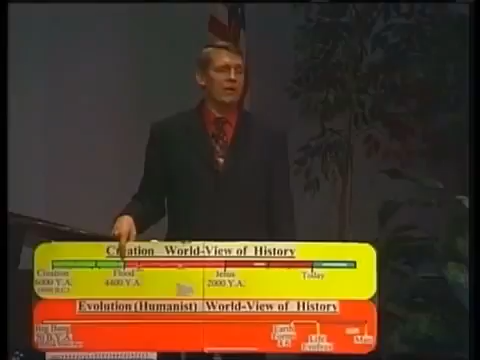 Creation World-View of History
Creation Flood Jesus Today
6000 Y.A. 4400 Y.A. 2000 Y.A.
Evolution (Humanist) World-View of History
Big Bang Earth Life Man
Evolves